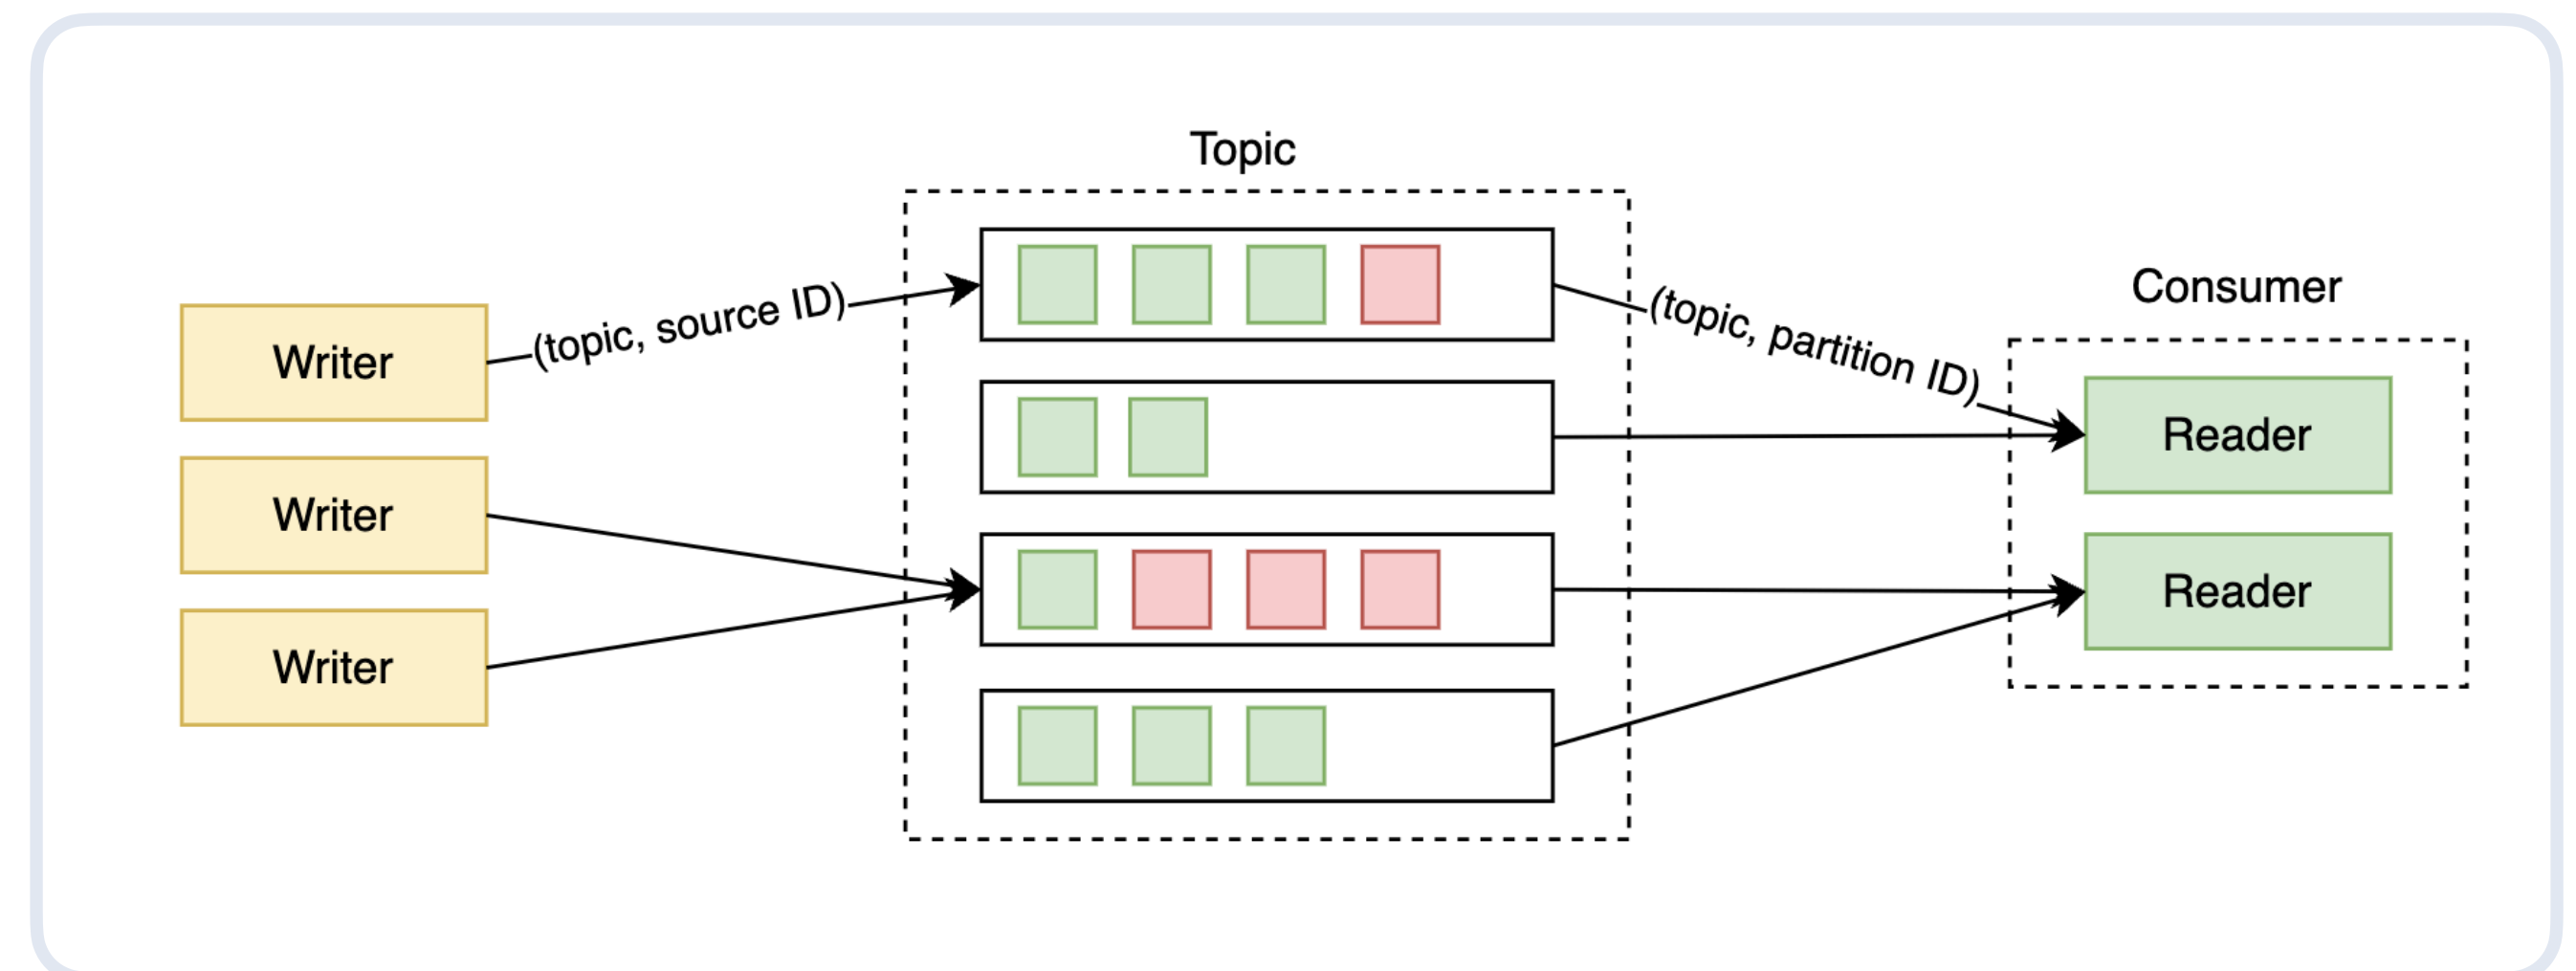 Topic
(topic, source ID)
(topic, partition ID)
Consumer
Writer
Writer
Writer
Reader
Reader